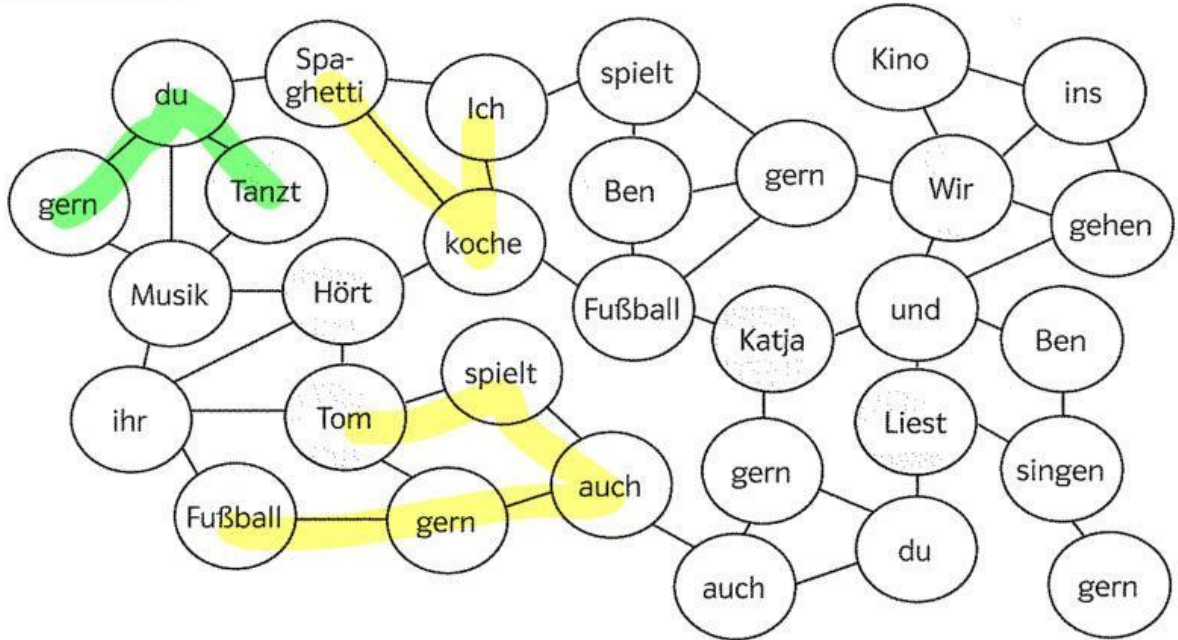 du
Spa-
ghetti
Ich
spielt
Kino
ins
gern
Tanzt
koche
Ben
gern
Wir
gehen
Musik
Hört
Fußball
Katja
und
Ben
ihr
Tom
spielt
auch
gern
Liest
singen
Fußball
gern
auch
du
gern